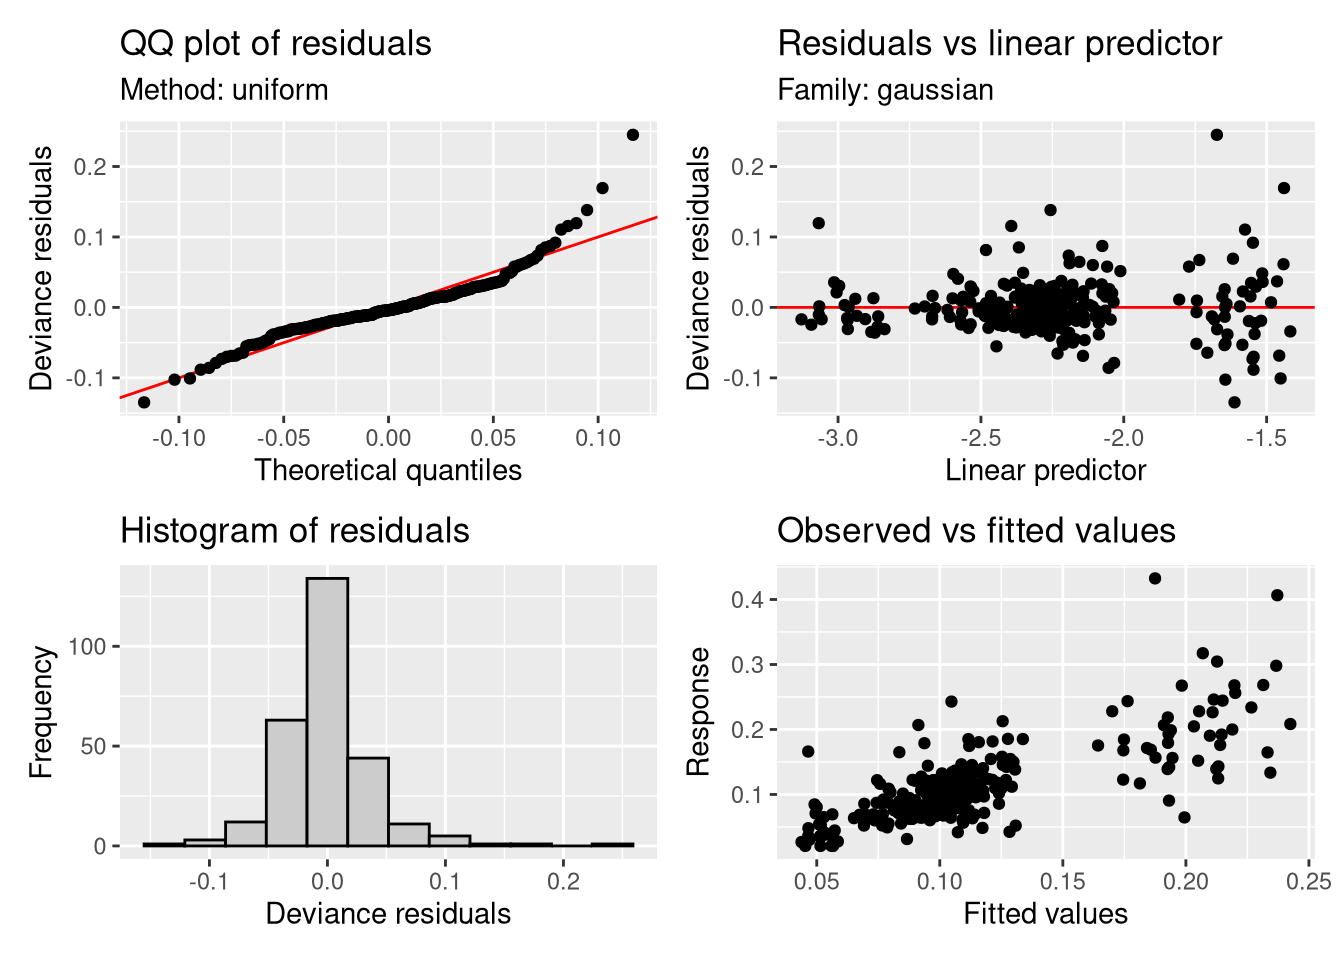 QQ plot of residuals
Method: uniform
Deviance residuals
0.2
0.1
0.0
-0.1
-0.10 -0.05 0.00 0.05 0.10
Theoretical quantiles
Residuals vs linear predictor
Family: gaussian
Deviance residuals
0.2
0.1
0.0
-0.1
-3.0 -2.5 -2.0 -1.5
Linear predictor
Histogram of residuals
Frequency
100
50
0
-0.1 0.0 0.1 0.2
Deviance residuals
Observed vs fitted values
Response
0.4
0.3
0.2
0.1
0.05 0.10 0.15 0.20 0.25
Fitted values